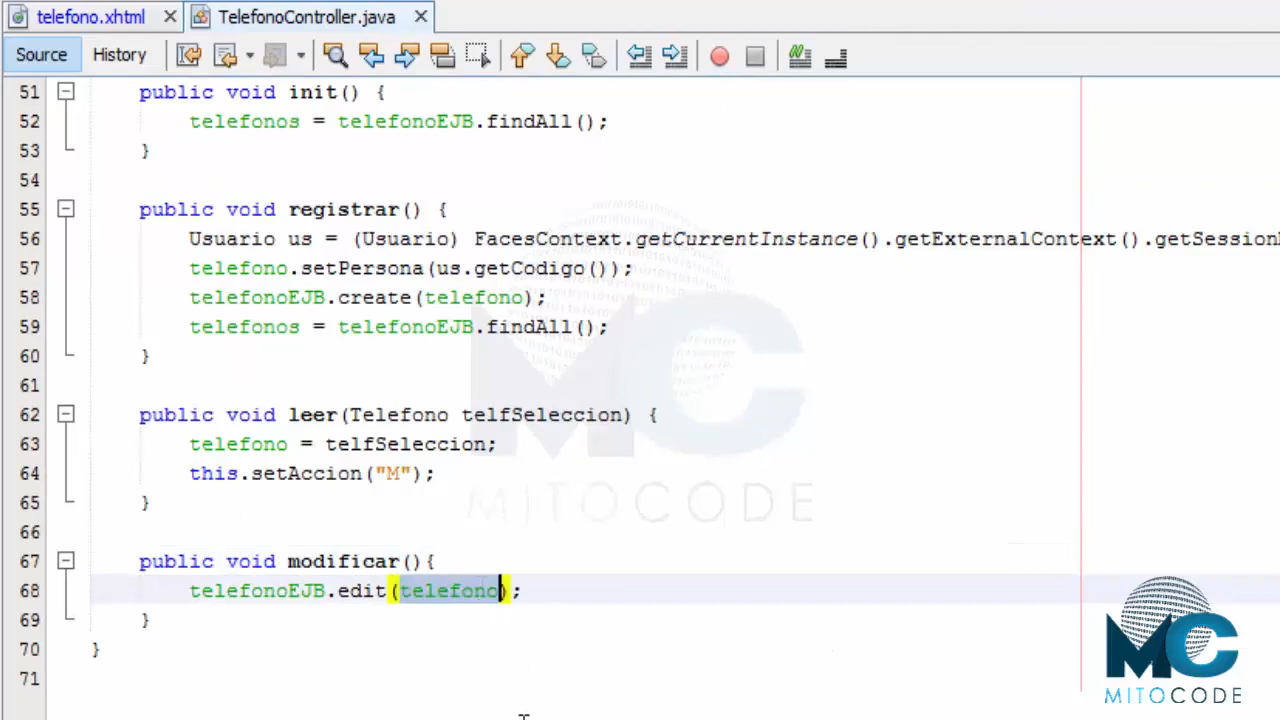 telefono.xhtml TelefonoController.java
Source History
51 public void init() {
52 telefonos = telefonoEJB.findAll();
53 }
54
55 public void registrar() {
56 Usuario us = (Usuario) FacesContext.getCurrentInstance().getExternalContext().getSession
57 telefono.setPersona(us.getCodigo());
58 telefonoEJB.create(telefono);
59 telefonos = telefonoEJB.findAll();
60 }
61
62 public void leer(Telefono telfSeleccion) {
63 telefono = telfSeleccion;
64 this.setAccion("M");
65 }
66
67 public void modificar(){
68 telefonoEJB.edit(telefono);
69 }
70 }
71
MC
MITOCODE
MC
MITOCODE